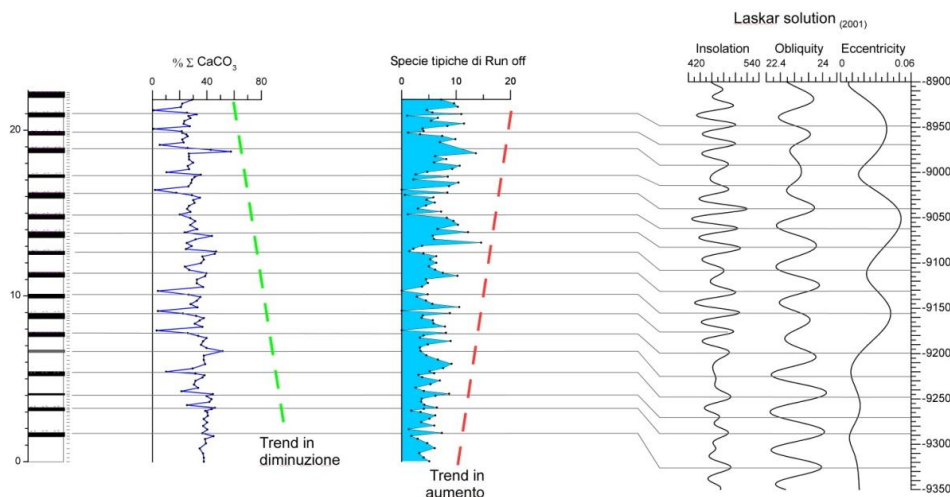 Laskar solution (2001)
% Σ CaCO3
Specie tipiche di Run off
Insolation
Obliquity
Eccentricity
0 40 80
0 10 20
420 540
22.4 24
0 0.06
20
10
0
-8900
-8950
-9000
-9050
-9100
-9150
-9200
-9250
-9300
-9350
Trend in
diminuzione
Trend in
aumento